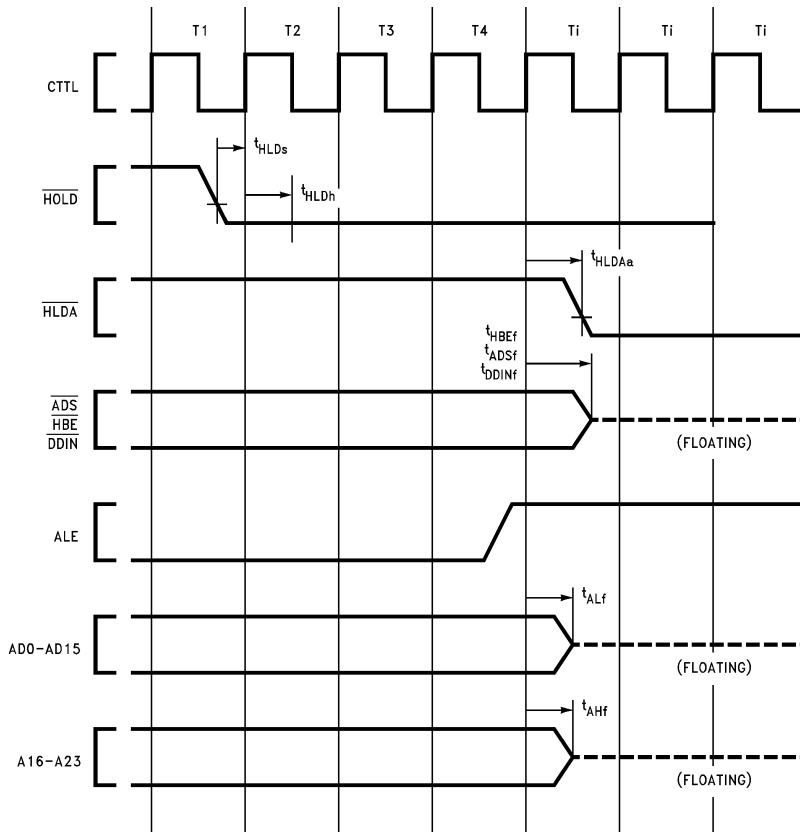 T1 T2 T3 T4 Ti Ti Ti
CTTL
tHLDs
HOLD
tHLDh
tHLDAa
HLDA
tHBEf
tADSf
tDDINf
ADS
HBE
DDIN
(FLOATING)
ALE
tALf
AD0-AD15
(FLOATING)
tAHf
A16-A23
(FLOATING)